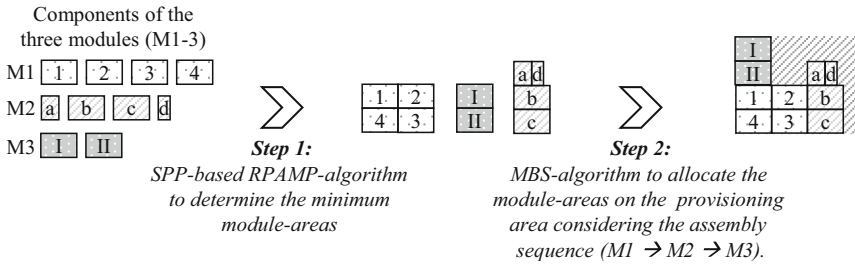 Components of the
three modules (M1-3)
M1 1 2 3 4
M2 a b c d
M3 I II
1 2
4 3
I
II
a d
b
c
I
II
a d
1 2 b
4 3 c
Step 1:
SPP-based RPAMP-algorithm
to determine the minimum
module-areas
Step 2:
MBS-algorithm to allocate the
module-areas on the provisioning
area considering the assembly
sequence (M1 → M2 → M3).